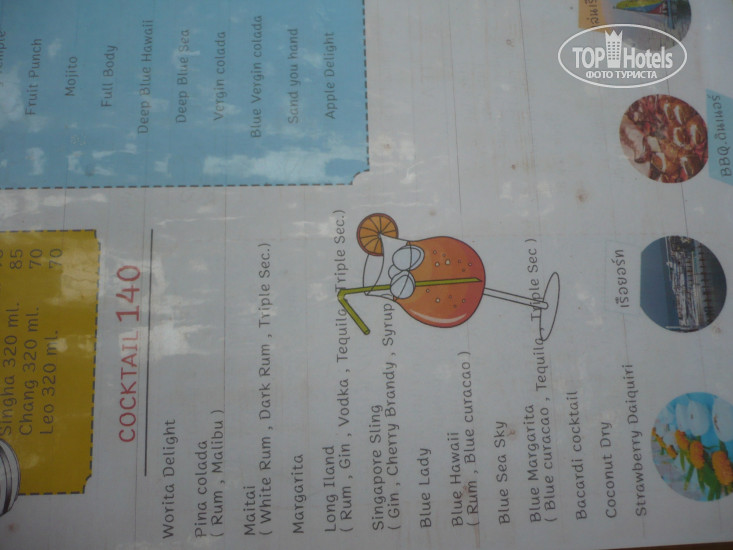 Fruit Punch
Mojito
Full Body
Deep Blue Hawaii
Deep Blue Sea
Vergin colada
Blue Vergin colada
Sand you hand
Apple Delight
Singha 320 ml. 85
Chang 320 ml. 70
Leo 320 ml. 70
COCKTAIL 140
Worita Delight
Pina colada
( Rum , Malibu )
Maitai
( White Rum , Dark Rum , Triple Sec.)
Margarita
Long Iland
( Rum , Gin , Vodka , Tequila , Triple Sec.)
Singapore Sling
( Gin , Cherry Brandy , Syrup
Blue Lady
Blue Hawaii
( Rum , Blue curacao )
Blue Sea Sky
Blue Margarita
( Blue curacao , Tequila , Triple Sec )
Bacardi cocktail
Coconut Dry
Strawberry Daiquiri
BBQ.ดินเนอร์
เรือยอร์ท
TOP Hotels
ФОТО ТУРИСТА